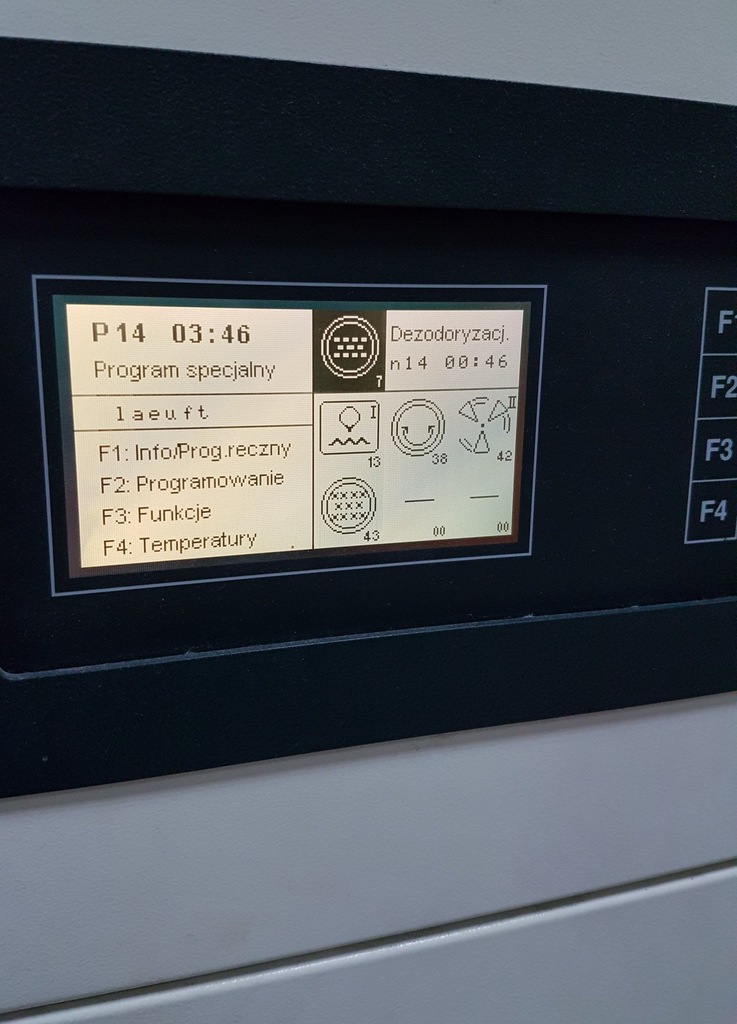 P14 03:46
Program specjalny
laeuft
F1: Info/Prog.reczny
F2: Programowanie
F3: Funkcje
F4: Temperatury
7
Dezodoryzacj.
n14 00:46
I
13
38
II
42
43
00
00
F1
F2
F3
F4